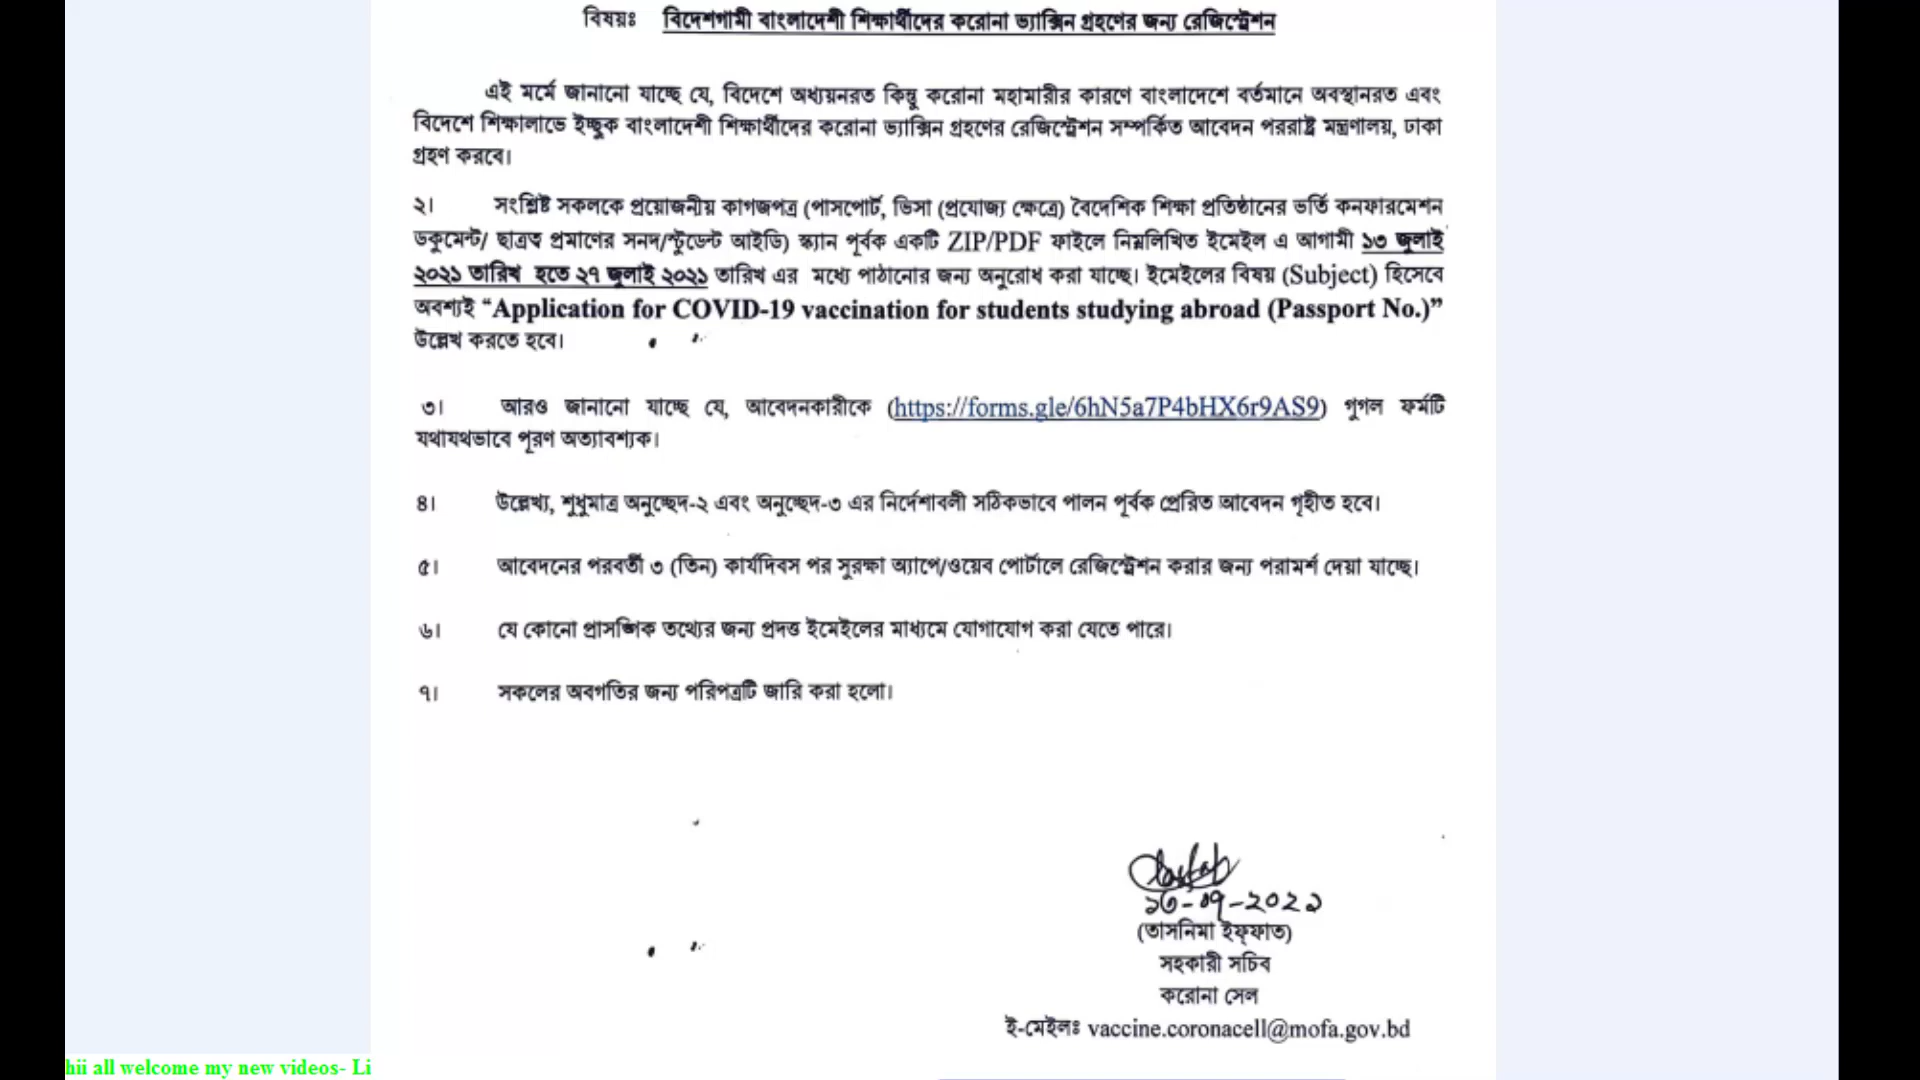 বিষয়ঃ বিদেশগামী বাংলাদেশী শিক্ষার্থীদের করোনা ভ্যাক্সিন গ্রহণের জন্য রেজিস্ট্রেশন
এই মর্মে জানানো যাচ্ছে যে, বিদেশে অধ্যয়নরত কিন্তু করোনা মহামারীর কারণে বাংলাদেশে বর্তমানে অবস্থানরত এবং
বিদেশে শিক্ষালাভে ইচ্ছুক বাংলাদেশী শিক্ষার্থীদের করোনা ভ্যাক্সিন গ্রহণের রেজিস্ট্রেশন সম্পর্কিত আবেদন পররাষ্ট্র মন্ত্রণালয়, ঢাকা
গ্রহণ করবে।
২। সংশ্লিষ্ট সকলকে প্রয়োজনীয় কাগজপত্র (পাসপোর্ট, ভিসা (প্রযোজ্য ক্ষেত্রে) বৈদেশিক শিক্ষা প্রতিষ্ঠানের ভর্তি কনফারমেশন
ডকুমেন্ট/ ছাত্রত্ব প্রমাণের সনদ/স্টুডেন্ট আইডি) স্ক্যান পূর্বক একটি ZIP/PDF ফাইলে নিম্নলিখিত ইমেইল এ আগামী ১৩ জুলাই
২০২১ তারিখ হতে ২৭ জুলাই ২০২১ তারিখ এর মধ্যে পাঠানোর জন্য অনুরোধ করা যাচ্ছে। ইমেইলের বিষয় (Subject) হিসেবে
অবশ্যই “Application for COVID-19 vaccination for students studying abroad (Passport No.)”
উল্লেখ করতে হবে।
৩। আরও জানানো যাচ্ছে যে, আবেদনকারীকে (https://forms.gle/6hN5a7P4bHX6r9AS9) গুগল ফর্মটি
যথাযথভাবে পূরণ অত্যাবশ্যক।
৪। উল্লেখ্য, শুধুমাত্র অনুচ্ছেদ-২ এবং অনুচ্ছেদ-৩ এর নির্দেশাবলী সঠিকভাবে পালন পূর্বক প্রেরিত আবেদন গৃহীত হবে।
৫। আবেদনের পরবর্তী ৩ (তিন) কার্যদিবস পর সুরক্ষা অ্যাপে/ওয়েব পোর্টালে রেজিস্ট্রেশন করার জন্য পরামর্শ দেয়া যাচ্ছে।
৬। যে কোনো প্রাসঙ্গিক তথ্যের জন্য প্রদত্ত ইমেইলের মাধ্যমে যোগাযোগ করা যেতে পারে।
৭। সকলের অবগতির জন্য পরিপত্রটি জারি করা হলো।
১৩-০৭-২০২১
(তাসনিমা ইফ্ফাত)
সহকারী সচিব
করোনা সেল
ই-মেইলঃ vaccine.coronacell@mofa.gov.bd
hii all welcome my new videos- Li